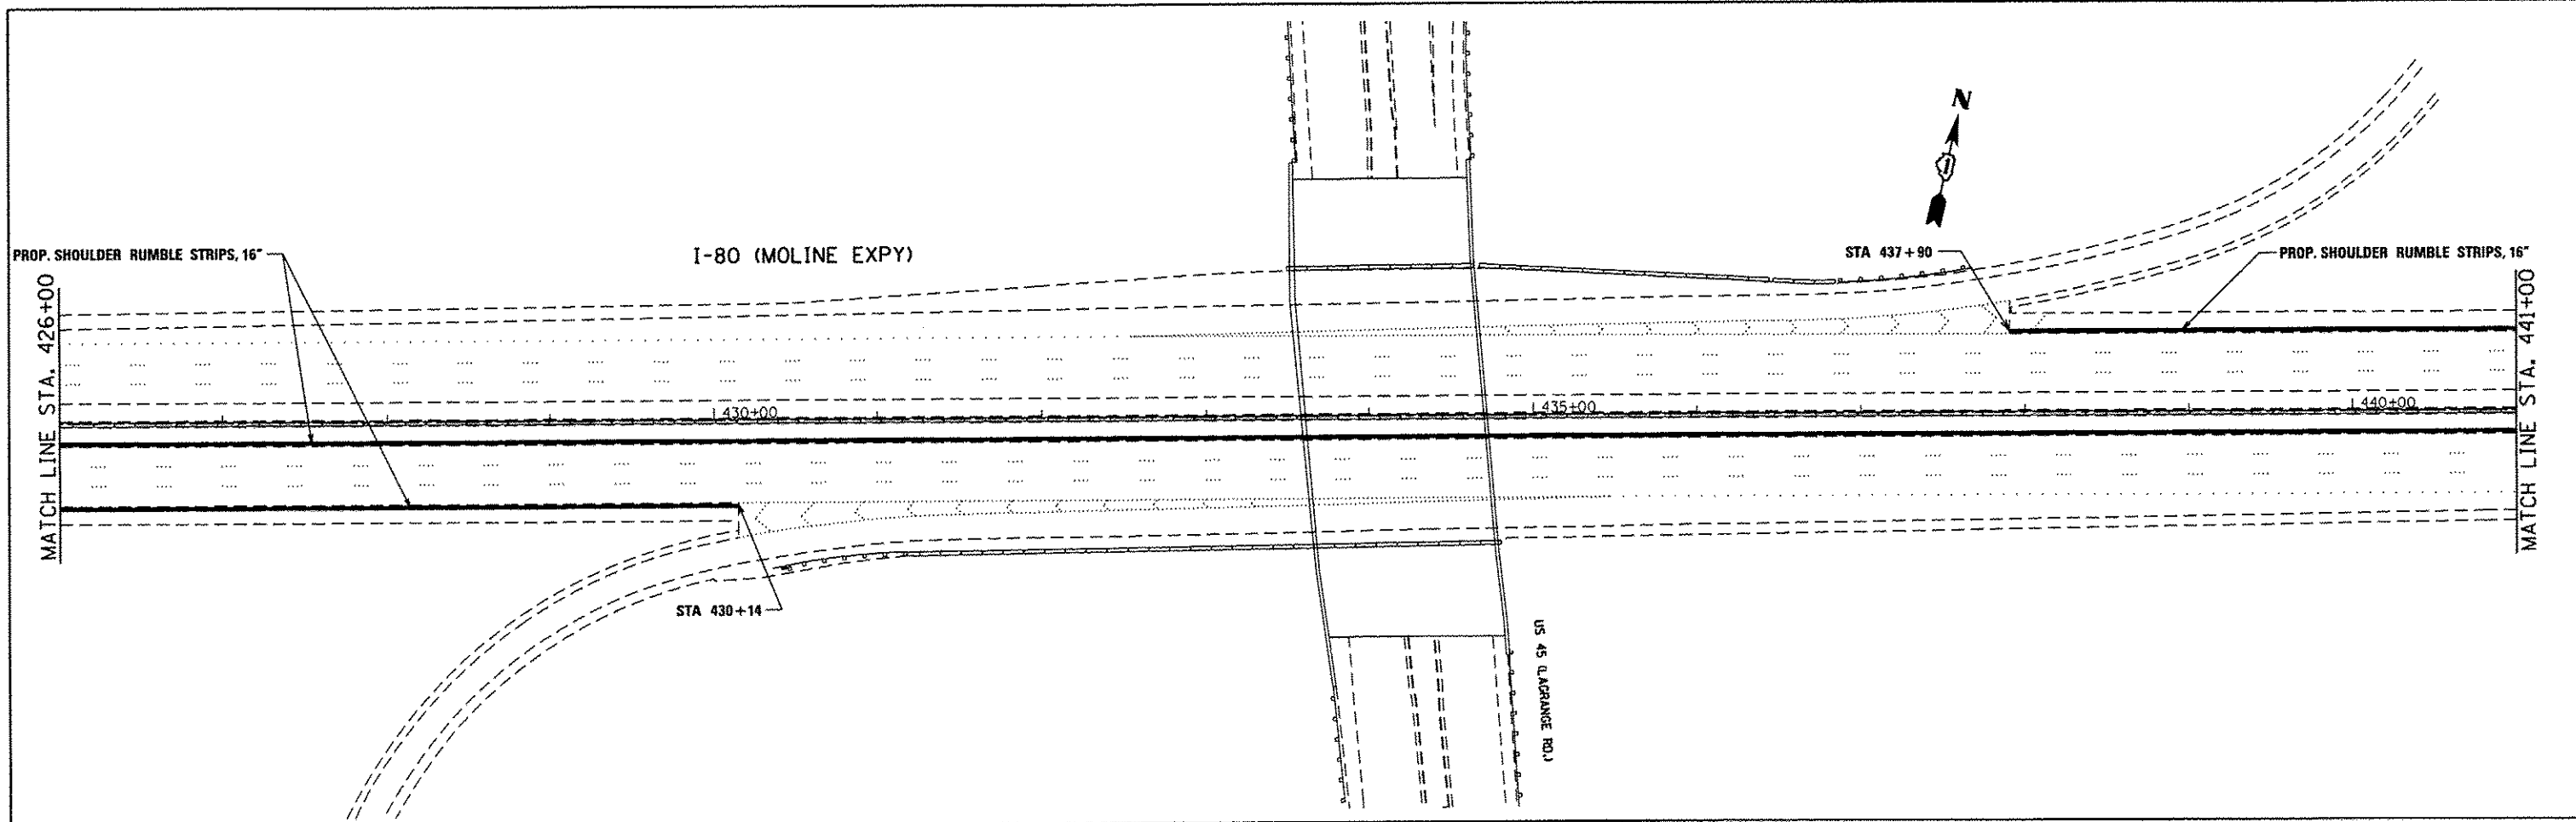 N
PROP. SHOULDER RUMBLE STRIPS, 16"
I-80 (MOLINE EXPY)
STA 437+90
PROP. SHOULDER RUMBLE STRIPS, 16"
MATCH LINE STA. 426+00
430+00
435+00
440+00
MATCH LINE STA. 441+00
STA 430+14
US 45 (LAGRANGE RD.)